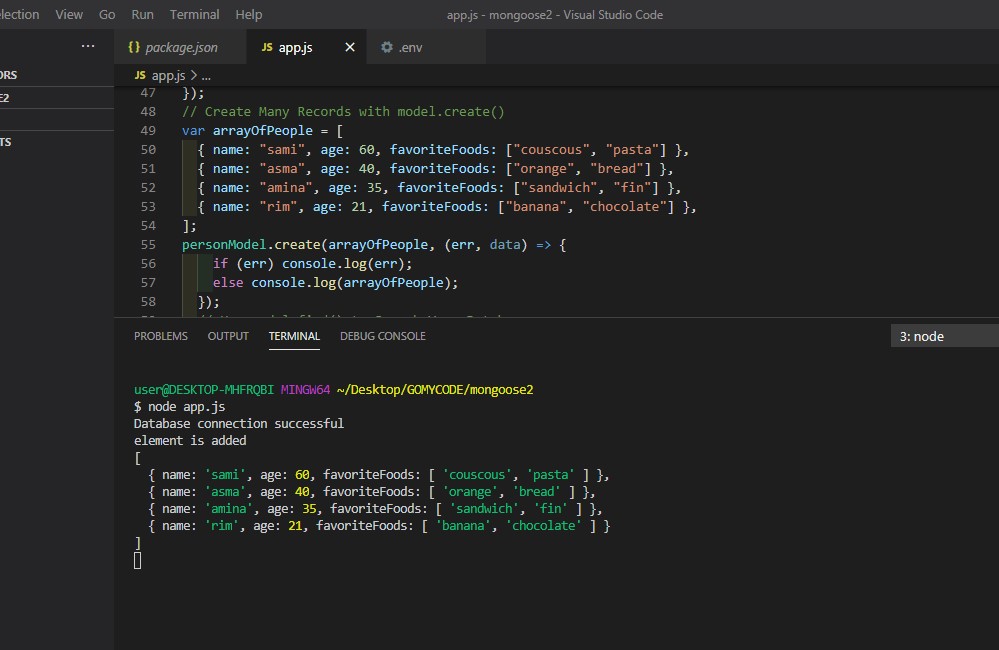 election View Go Run Terminal Help app.js - mongoose2 - Visual Studio Code
... {} package.json JS app.js × .env
ORS
E2
TS
JS app.js > ...
47 });
48 // Create Many Records with model.create()
49 var arrayOfPeople = [
50 { name: "sami", age: 60, favoriteFoods: ["couscous", "pasta"] },
51 { name: "asma", age: 40, favoriteFoods: ["orange", "bread"] },
52 { name: "amina", age: 35, favoriteFoods: ["sandwich", "fin"] },
53 { name: "rim", age: 21, favoriteFoods: ["banana", "chocolate"] },
54 ];
55 personModel.create(arrayOfPeople, (err, data) => {
56 if (err) console.log(err);
57 else console.log(arrayOfPeople);
58 });
PROBLEMS OUTPUT TERMINAL DEBUG CONSOLE 3: node
user@DESKTOP-MHFRQBI MINGW64 ~/Desktop/GOMYCODE/mongoose2
$ node app.js
Database connection successful
element is added
[
{ name: 'sami', age: 60, favoriteFoods: [ 'couscous', 'pasta' ] },
{ name: 'asma', age: 40, favoriteFoods: [ 'orange', 'bread' ] },
{ name: 'amina', age: 35, favoriteFoods: [ 'sandwich', 'fin' ] },
{ name: 'rim', age: 21, favoriteFoods: [ 'banana', 'chocolate' ] }
]